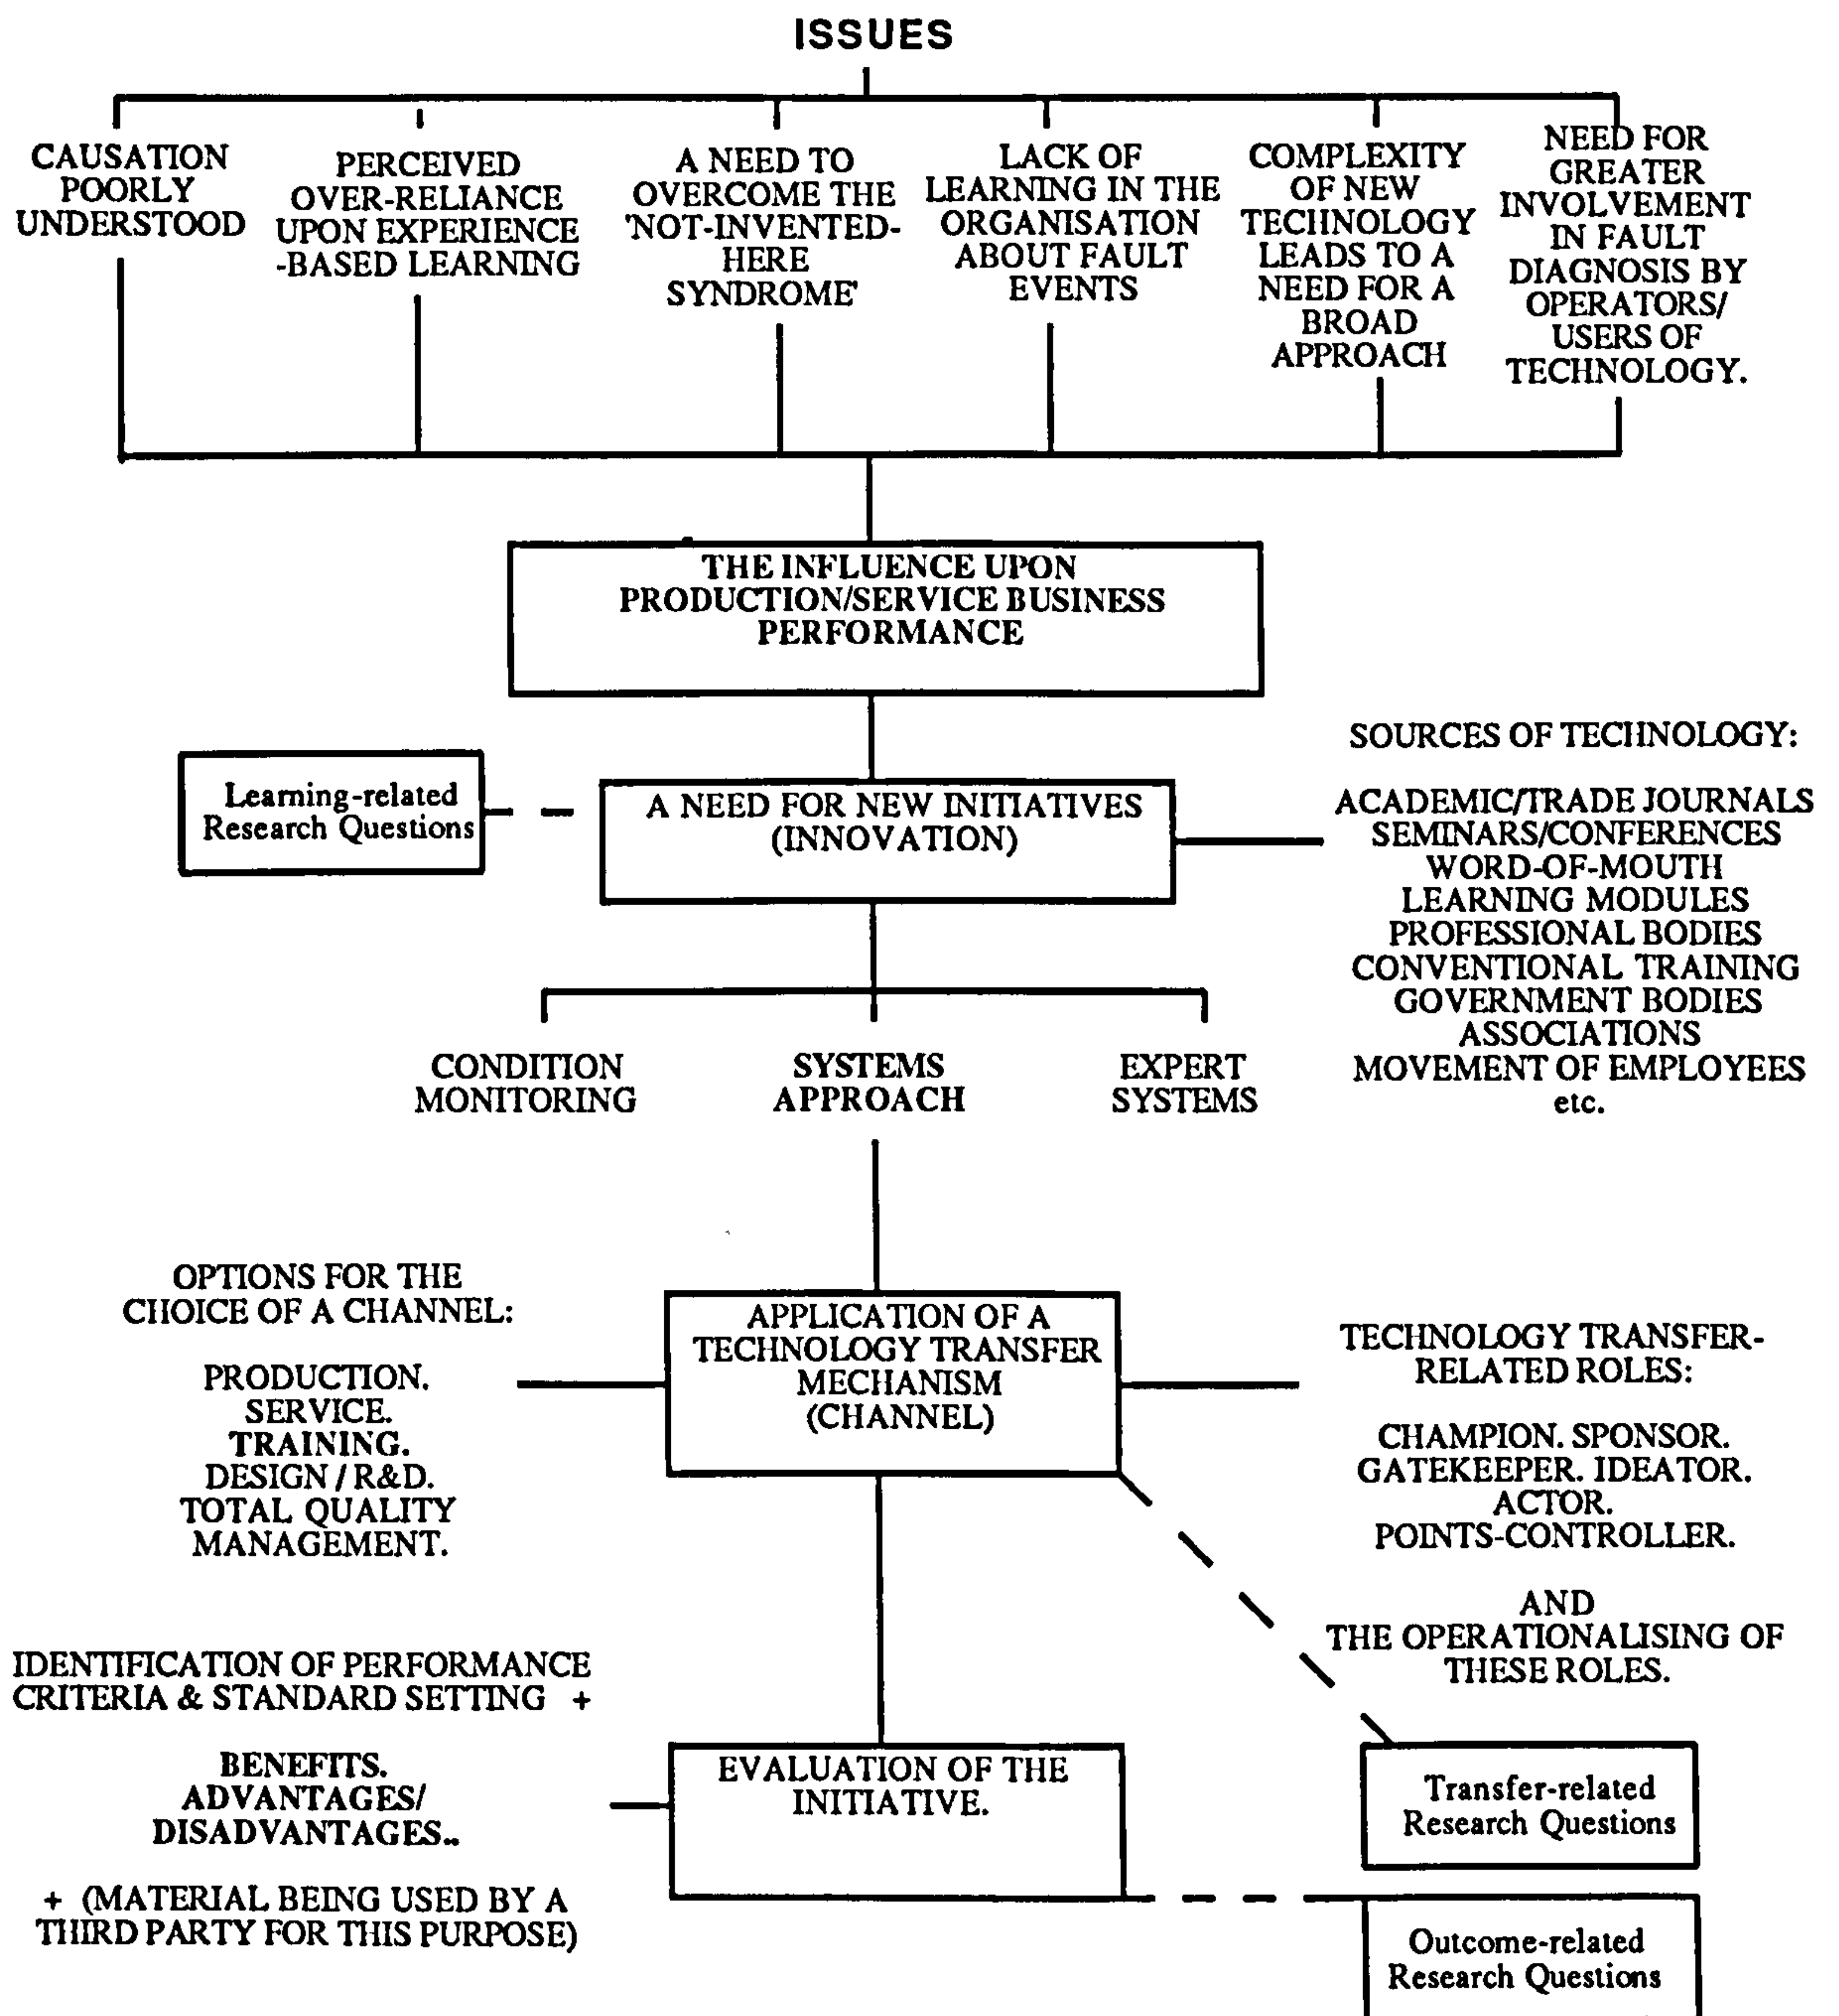 ISSUES
CAUSATION
POORLY
UNDERSTOOD
PERCEIVED
OVER-RELIANCE
UPON EXPERIENCE
-BASED LEARNING
A NEED TO
OVERCOME THE
'NOT-INVENTED-
HERE
SYNDROME'
LACK OF
LEARNING IN THE
ORGANISATION
ABOUT FAULT
EVENTS
COMPLEXITY
OF NEW
TECHNOLOGY
LEADS TO A
NEED FOR A
BROAD
APPROACH
NEED FOR
GREATER
INVOLVEMENT
IN FAULT
DIAGNOSIS BY
OPERATORS/
USERS OF
TECHNOLOGY.
THE INFLUENCE UPON
PRODUCTION/SERVICE BUSINESS
PERFORMANCE
Learning-related
Research Questions
A NEED FOR NEW INITIATIVES
(INNOVATION)
SOURCES OF TECHNOLOGY:
ACADEMIC/TRADE JOURNALS
SEMINARS/CONFERENCES
WORD-OF-MOUTH
LEARNING MODULES
PROFESSIONAL BODIES
CONVENTIONAL TRAINING
GOVERNMENT BODIES
ASSOCIATIONS
MOVEMENT OF EMPLOYEES
etc.
CONDITION
MONITORING
SYSTEMS
APPROACH
EXPERT
SYSTEMS
OPTIONS FOR THE
CHOICE OF A CHANNEL:
PRODUCTION.
SERVICE.
TRAINING.
DESIGN / R&D.
TOTAL QUALITY
MANAGEMENT.
APPLICATION OF A
TECHNOLOGY TRANSFER
MECHANISM
(CHANNEL)
TECHNOLOGY TRANSFER-
RELATED ROLES:
CHAMPION. SPONSOR.
GATEKEEPER. IDEATOR.
ACTOR.
POINTS-CONTROLLER.
AND
THE OPERATIONALISING OF
THESE ROLES.
IDENTIFICATION OF PERFORMANCE
CRITERIA & STANDARD SETTING +
BENEFITS.
ADVANTAGES/
DISADVANTAGES..
+ (MATERIAL BEING USED BY A
THIRD PARTY FOR THIS PURPOSE)
EVALUATION OF THE
INITIATIVE.
Transfer-related
Research Questions
Outcome-related
Research Questions